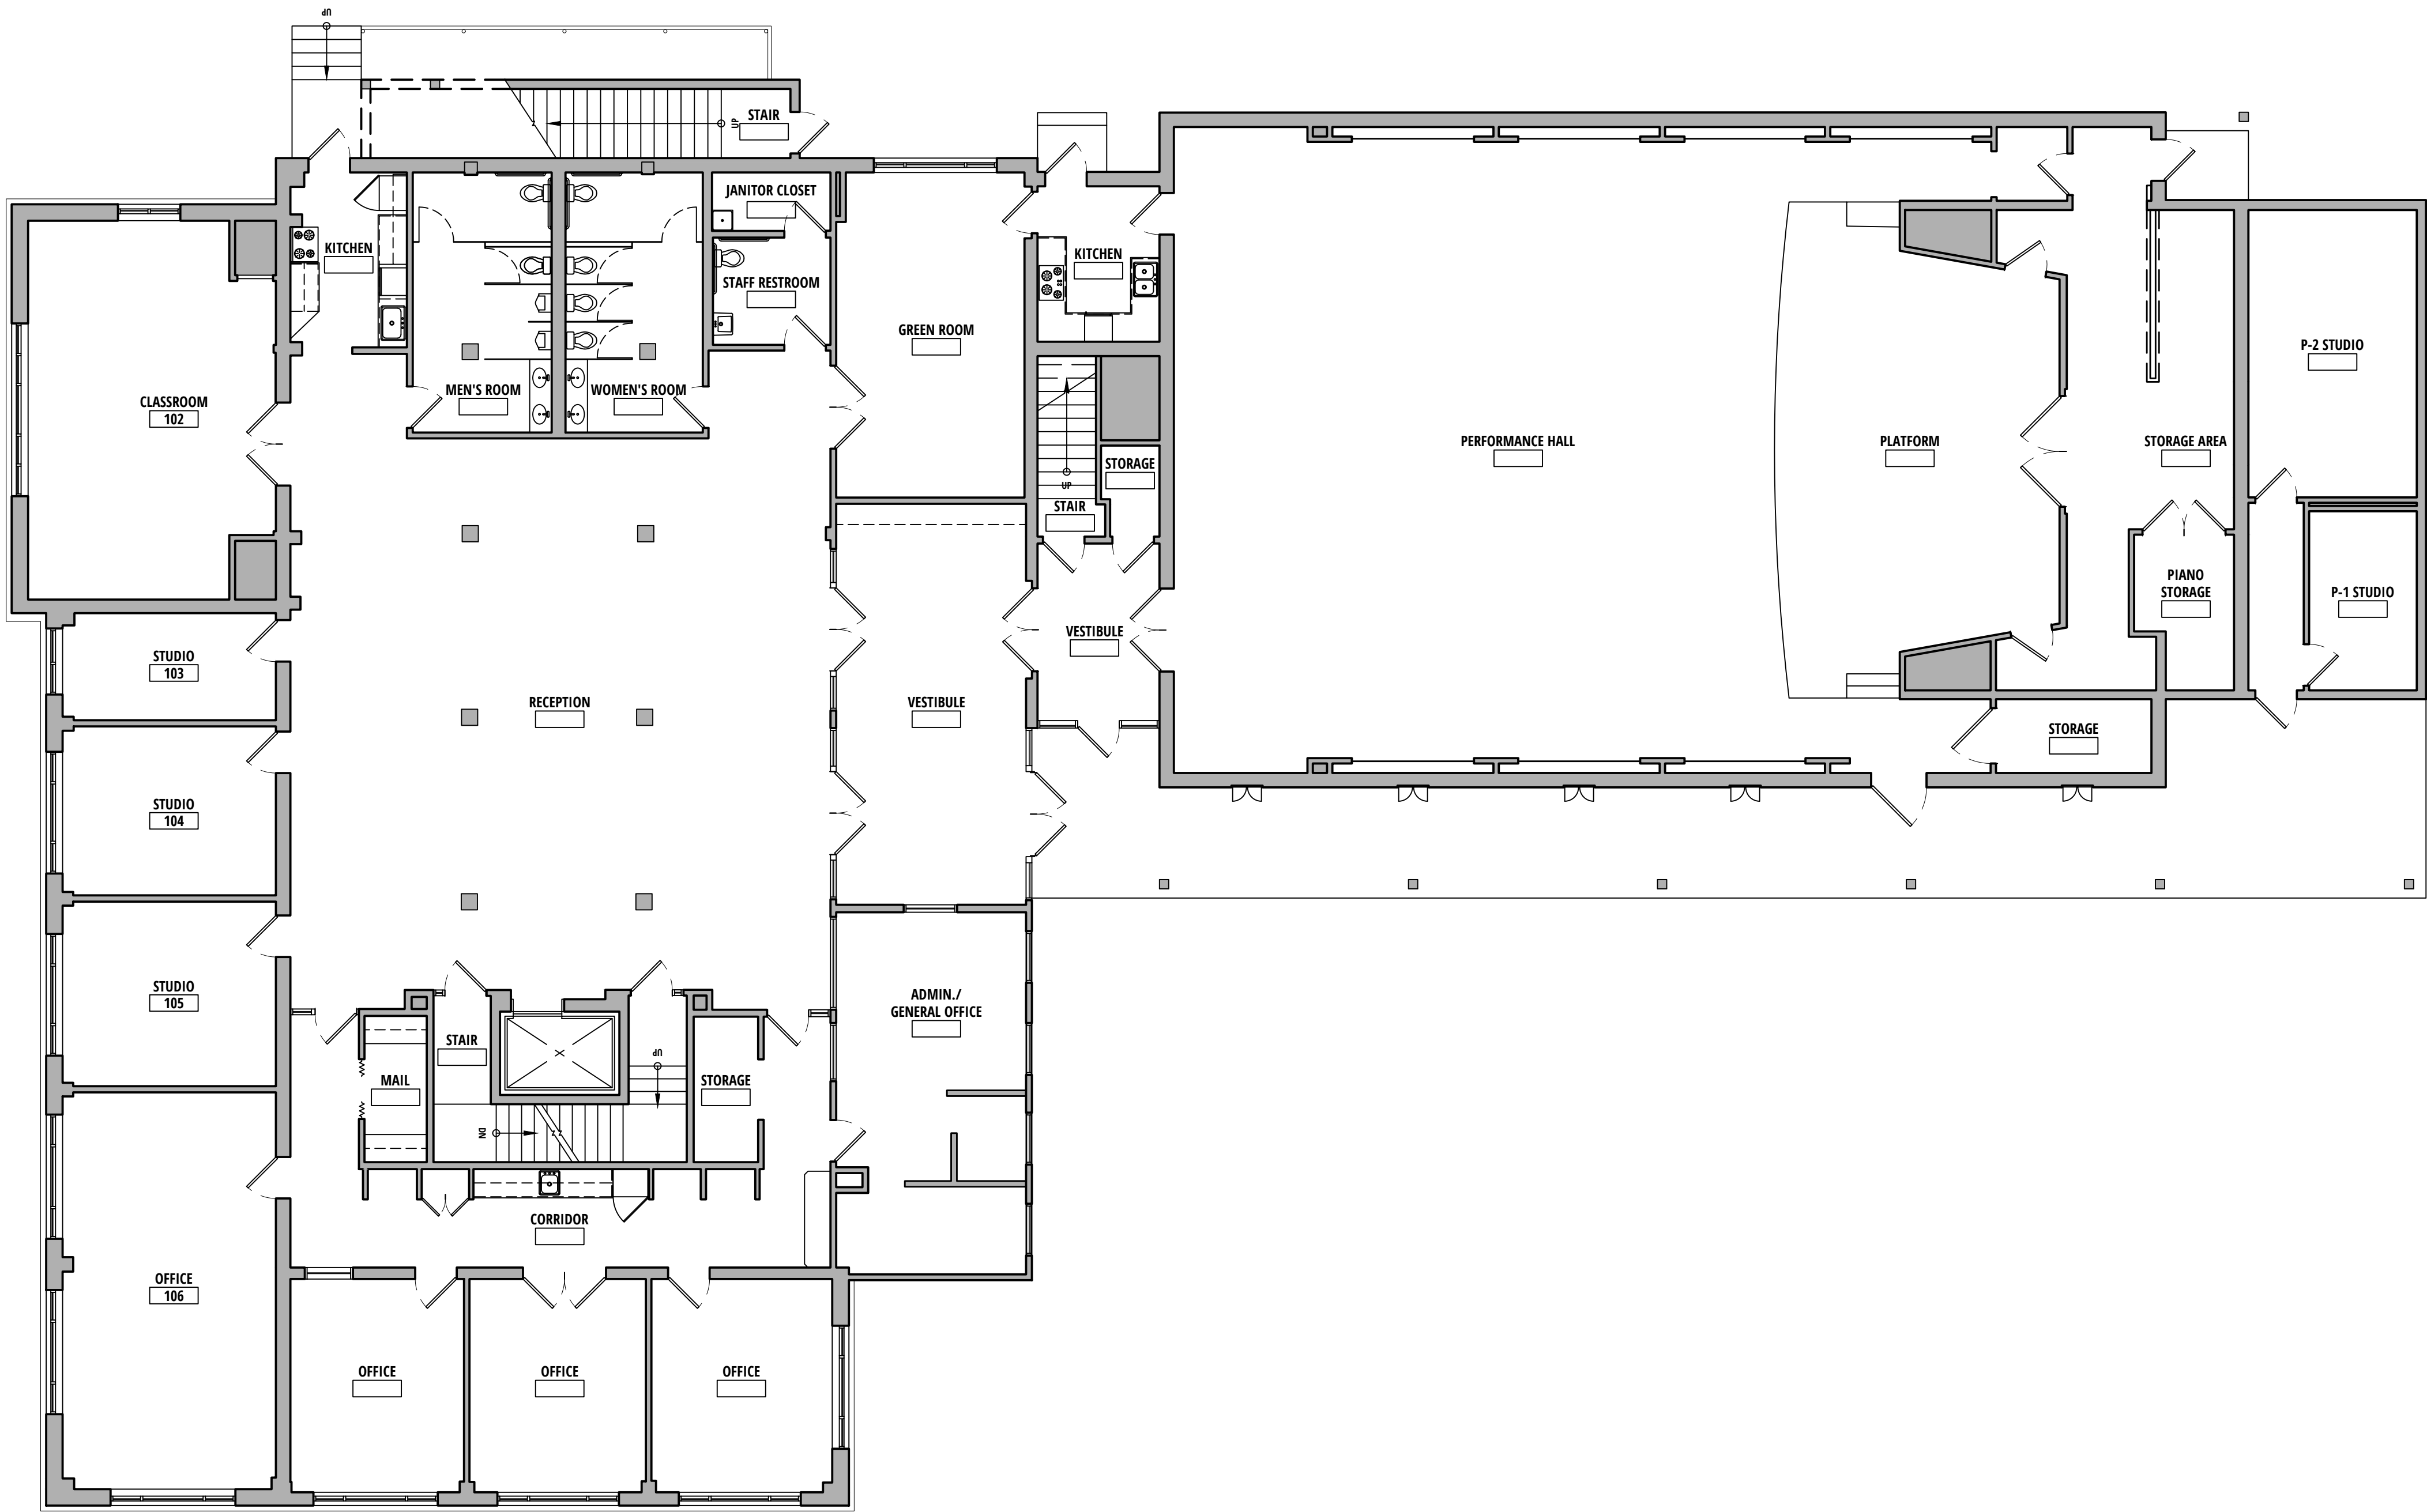 UP
STAIR
UP
JANITOR CLOSET
KITCHEN
STAFF RESTROOM
KITCHEN
GREEN ROOM
P-2 STUDIO
MEN'S ROOM
WOMEN'S ROOM
CLASSROOM
102
PERFORMANCE HALL
PLATFORM
STORAGE AREA
STORAGE
UP
STAIR
PIANO
STORAGE
P-1 STUDIO
VESTIBULE
STUDIO
103
RECEPTION
VESTIBULE
STORAGE
STUDIO
104
STUDIO
105
ADMIN./
GENERAL OFFICE
STAIR
UP
MAIL
STORAGE
DN
CORRIDOR
OFFICE
106
OFFICE
OFFICE
OFFICE